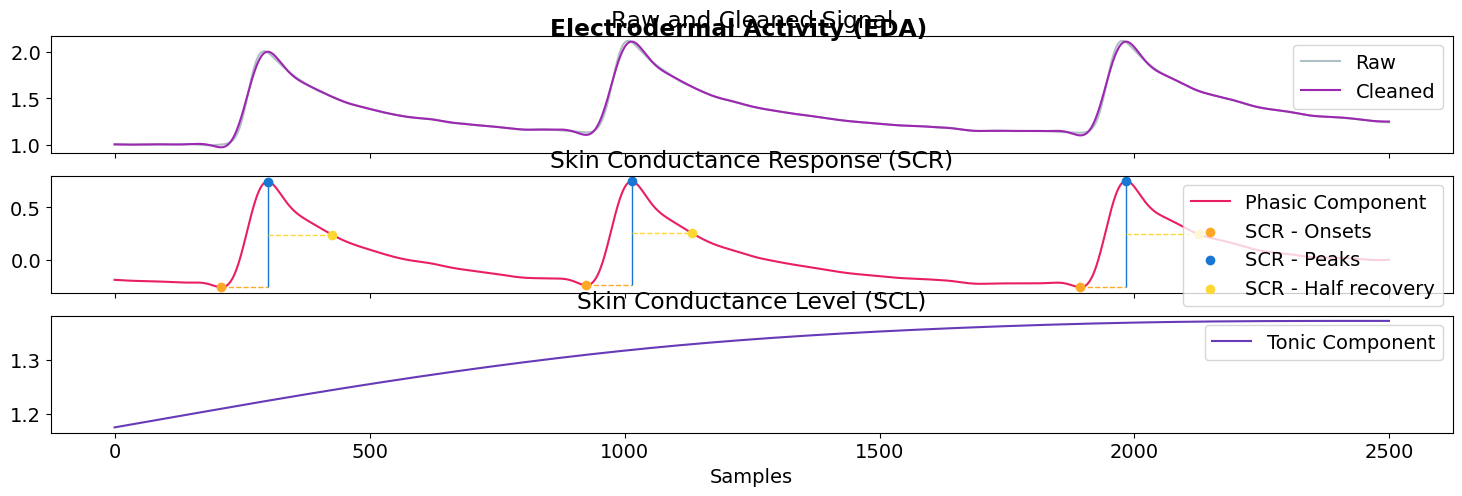 Raw and Cleaned Signal
Electrodermal Activity (EDA)
2.0
1.5
1.0
Raw
Cleaned
Skin Conductance Response (SCR)
0.5
0.0
Phasic Component
SCR - Onsets
SCR - Peaks
SCR - Half recovery
Skin Conductance Level (SCL)
1.3
1.2
Tonic Component
0 500 1000 1500 2000 2500
Samples